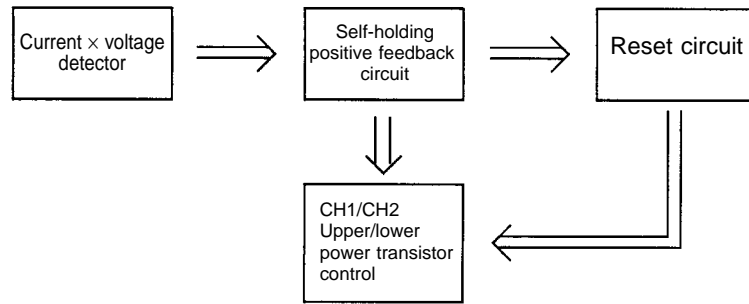 Current × voltage
detector
Self-holding
positive feedback
circuit
Reset circuit
CH1/CH2
Upper/lower
power transistor
control